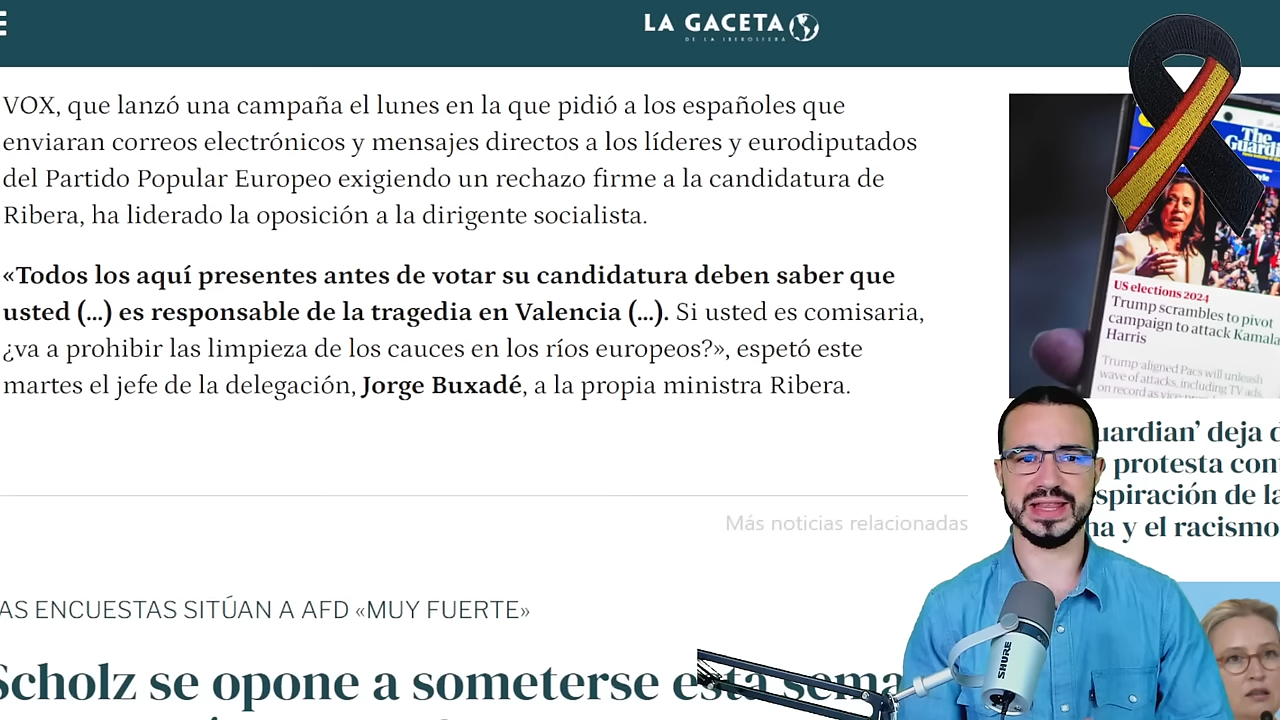 LA GACETA
DE LA IBEROSFERA
VOX, que lanzó una campaña el lunes en la que pidió a los españoles que
enviaran correos electrónicos y mensajes directos a los líderes y eurodiputados
del Partido Popular Europeo exigiendo un rechazo firme a la candidatura de
Ribera, ha liderado la oposición a la dirigente socialista.
«Todos los aquí presentes antes de votar su candidatura deben saber que
usted (...) es responsable de la tragedia en Valencia (...). Si usted es comisaria,
¿va a prohibir las limpieza de los cauces en los ríos europeos?», espetó este
martes el jefe de la delegación, Jorge Buxadé, a la propia ministra Ribera.
Más noticias relacionadas
AS ENCUESTAS SITÚAN A AFD «MUY FUERTE»
Scholz se opone a someterse esta sema
The
Guardi
US elections 2024
Trump scrambles to pivot
campaign to attack Kamala
Harris
Trump-aligned Pacs will unleash
wave of attacks, including TV ads,
on record as
uardian' deja d
protesta con
spiración de la
ha y el racismo
SHURE